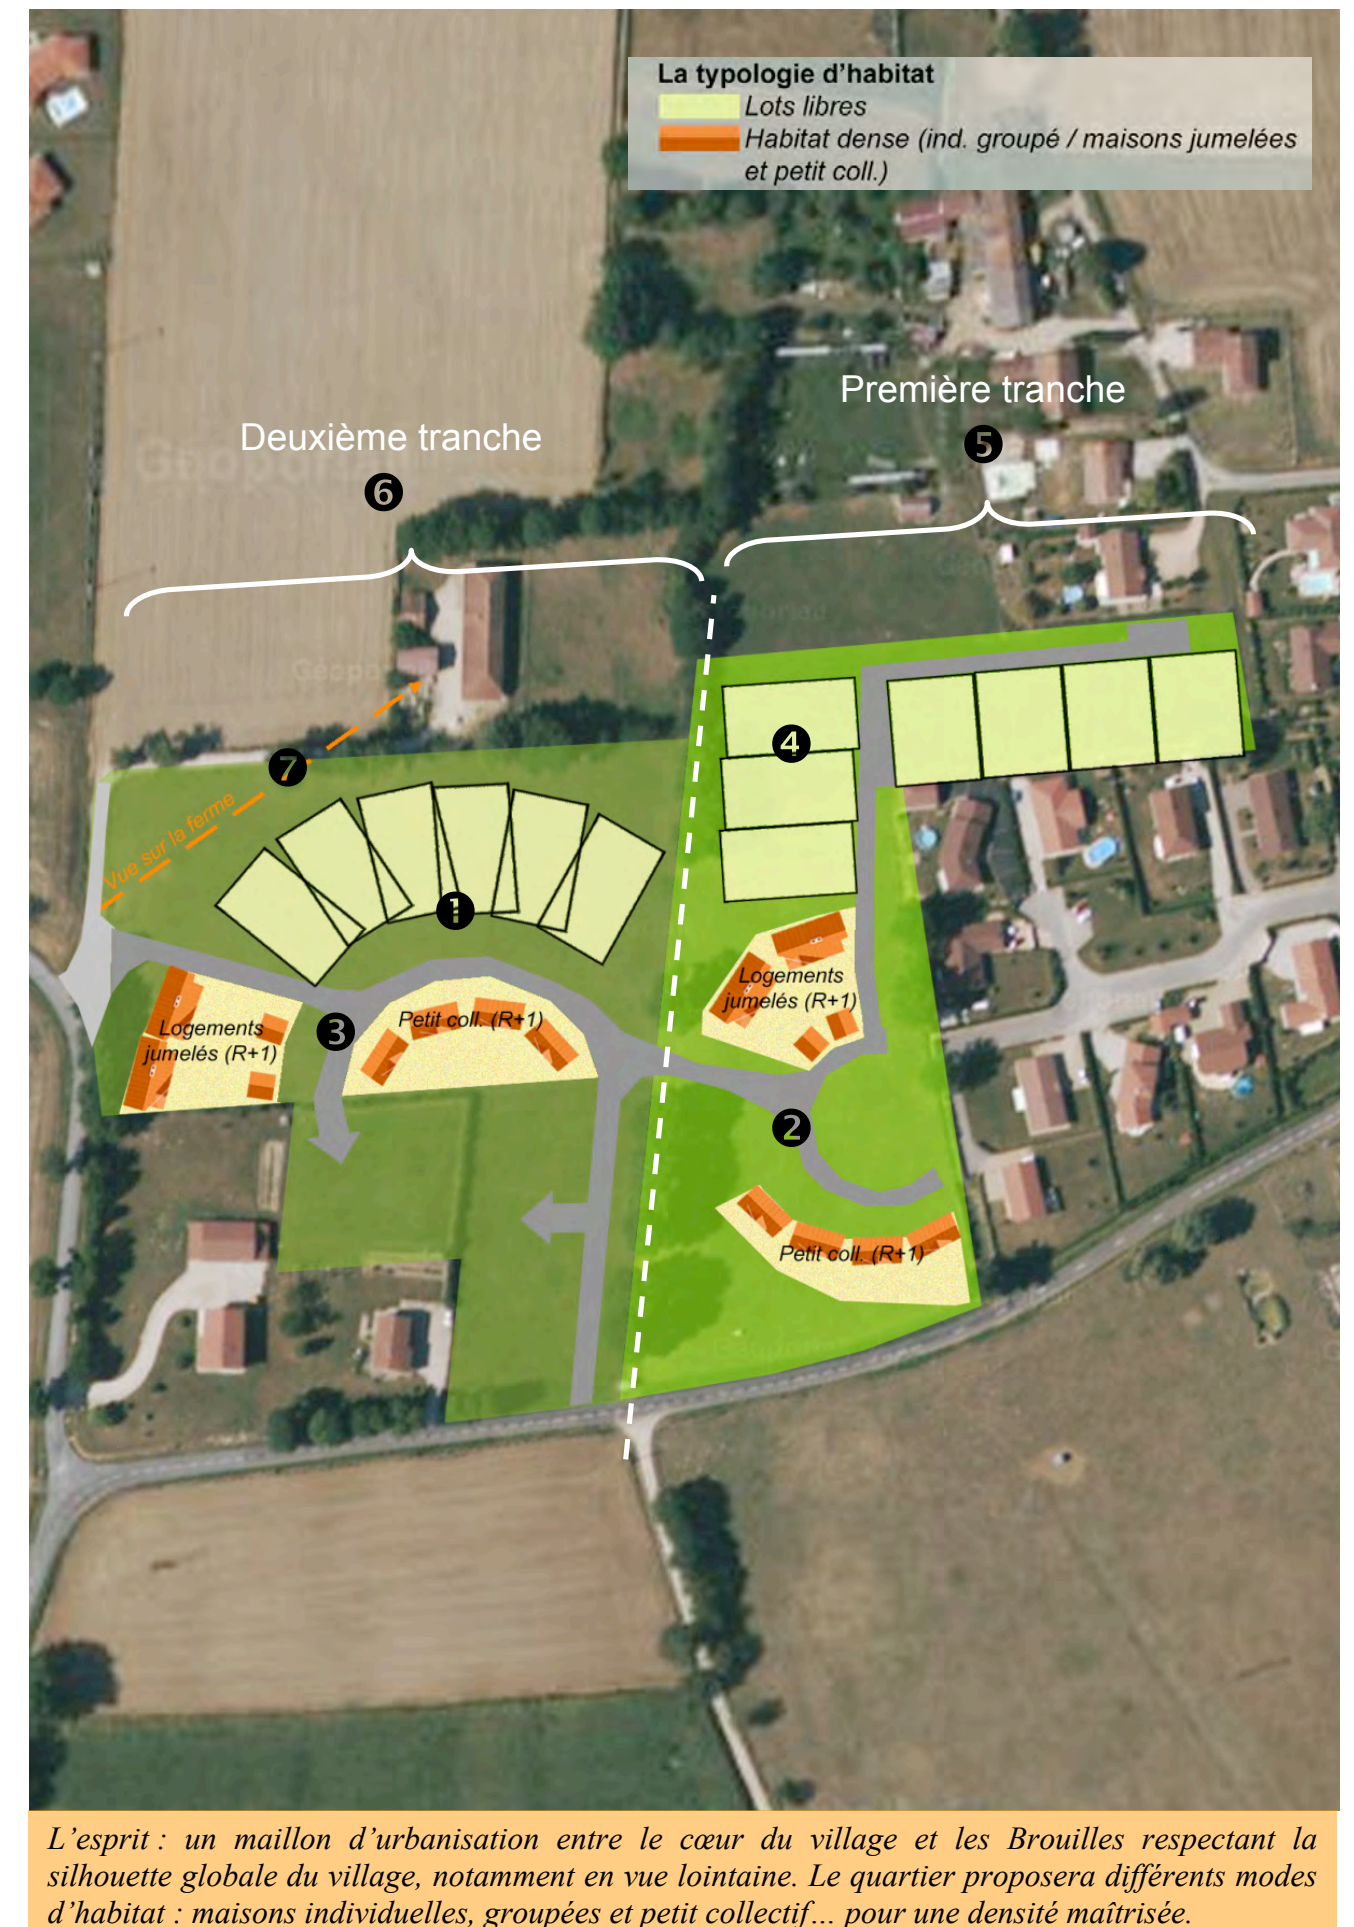 La typologie d'habitat
Lots libres
Habitat dense (ind. groupé / maisons jumelées
et petit coll.)
Première tranche
5
Deuxième tranche
6
4
7
Vue sur la ferme
1
Logements
jumelés (R+1)
3
Petit coll. (R+1)
Logements
jumelés (R+1)
2
Petit coll. (R+1)
L'esprit : un maillon d'urbanisation entre le cœur du village et les Brouilles respectant la
silhouette globale du village, notamment en vue lointaine. Le quartier proposera différents modes
d'habitat : maisons individuelles, groupées et petit collectif... pour une densité maîtrisée.